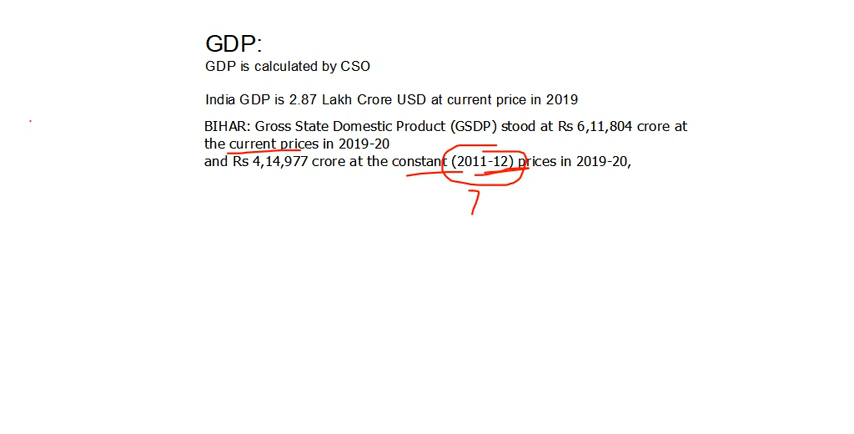 GDP:
GDP is calculated by CSO
India GDP is 2.87 Lakh Crore USD at current price in 2019
BIHAR: Gross State Domestic Product (GSDP) stood at Rs 6,11,804 crore at
the current prices in 2019-20
and Rs 4,14,977 crore at the constant (2011-12) prices in 2019-20,